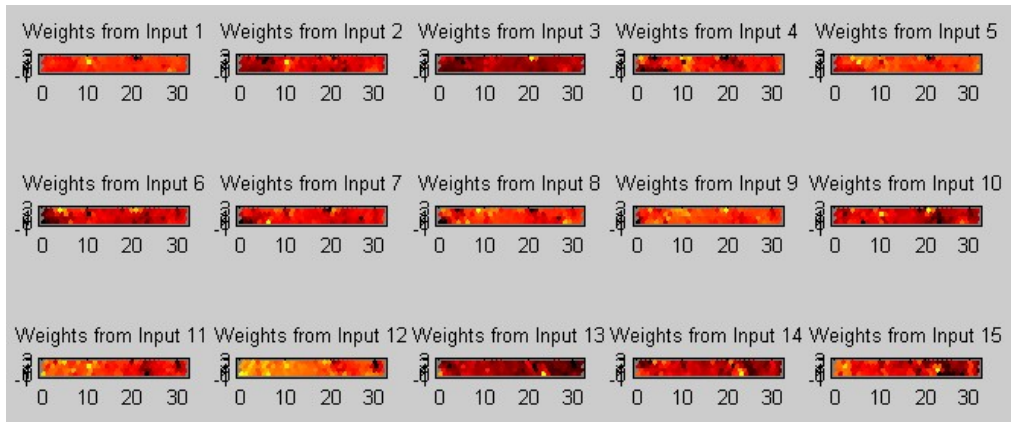 Weights from Input 1 Weights from Input 2 Weights from Input 3 Weights from Input 4 Weights from Input 5
0 10 20 30 0 10 20 30 0 10 20 30 0 10 20 30 0 10 20 30
Weights from Input 6 Weights from Input 7 Weights from Input 8 Weights from Input 9 Weights from Input 10
0 10 20 30 0 10 20 30 0 10 20 30 0 10 20 30 0 10 20 30
Weights from Input 11 Weights from Input 12 Weights from Input 13 Weights from Input 14 Weights from Input 15
0 10 20 30 0 10 20 30 0 10 20 30 0 10 20 30 0 10 20 30